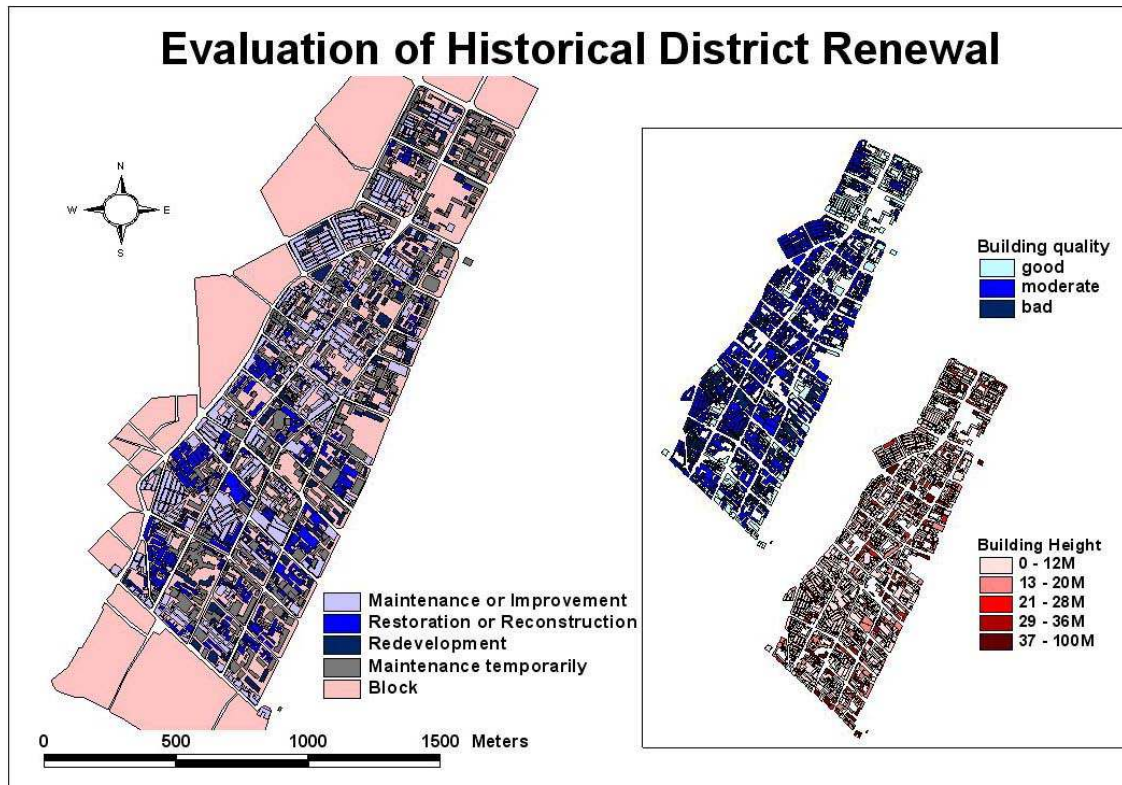 Evaluation of Historical District Renewal
N
W E
S
Building quality
good
moderate
bad
Building Height
0 - 12M
13 - 20M
21 - 28M
29 - 36M
37 - 100M
Maintenance or Improvement
Restoration or Reconstruction
Redevelopment
Maintenance temporarily
Block
0 500 1000 1500 Meters